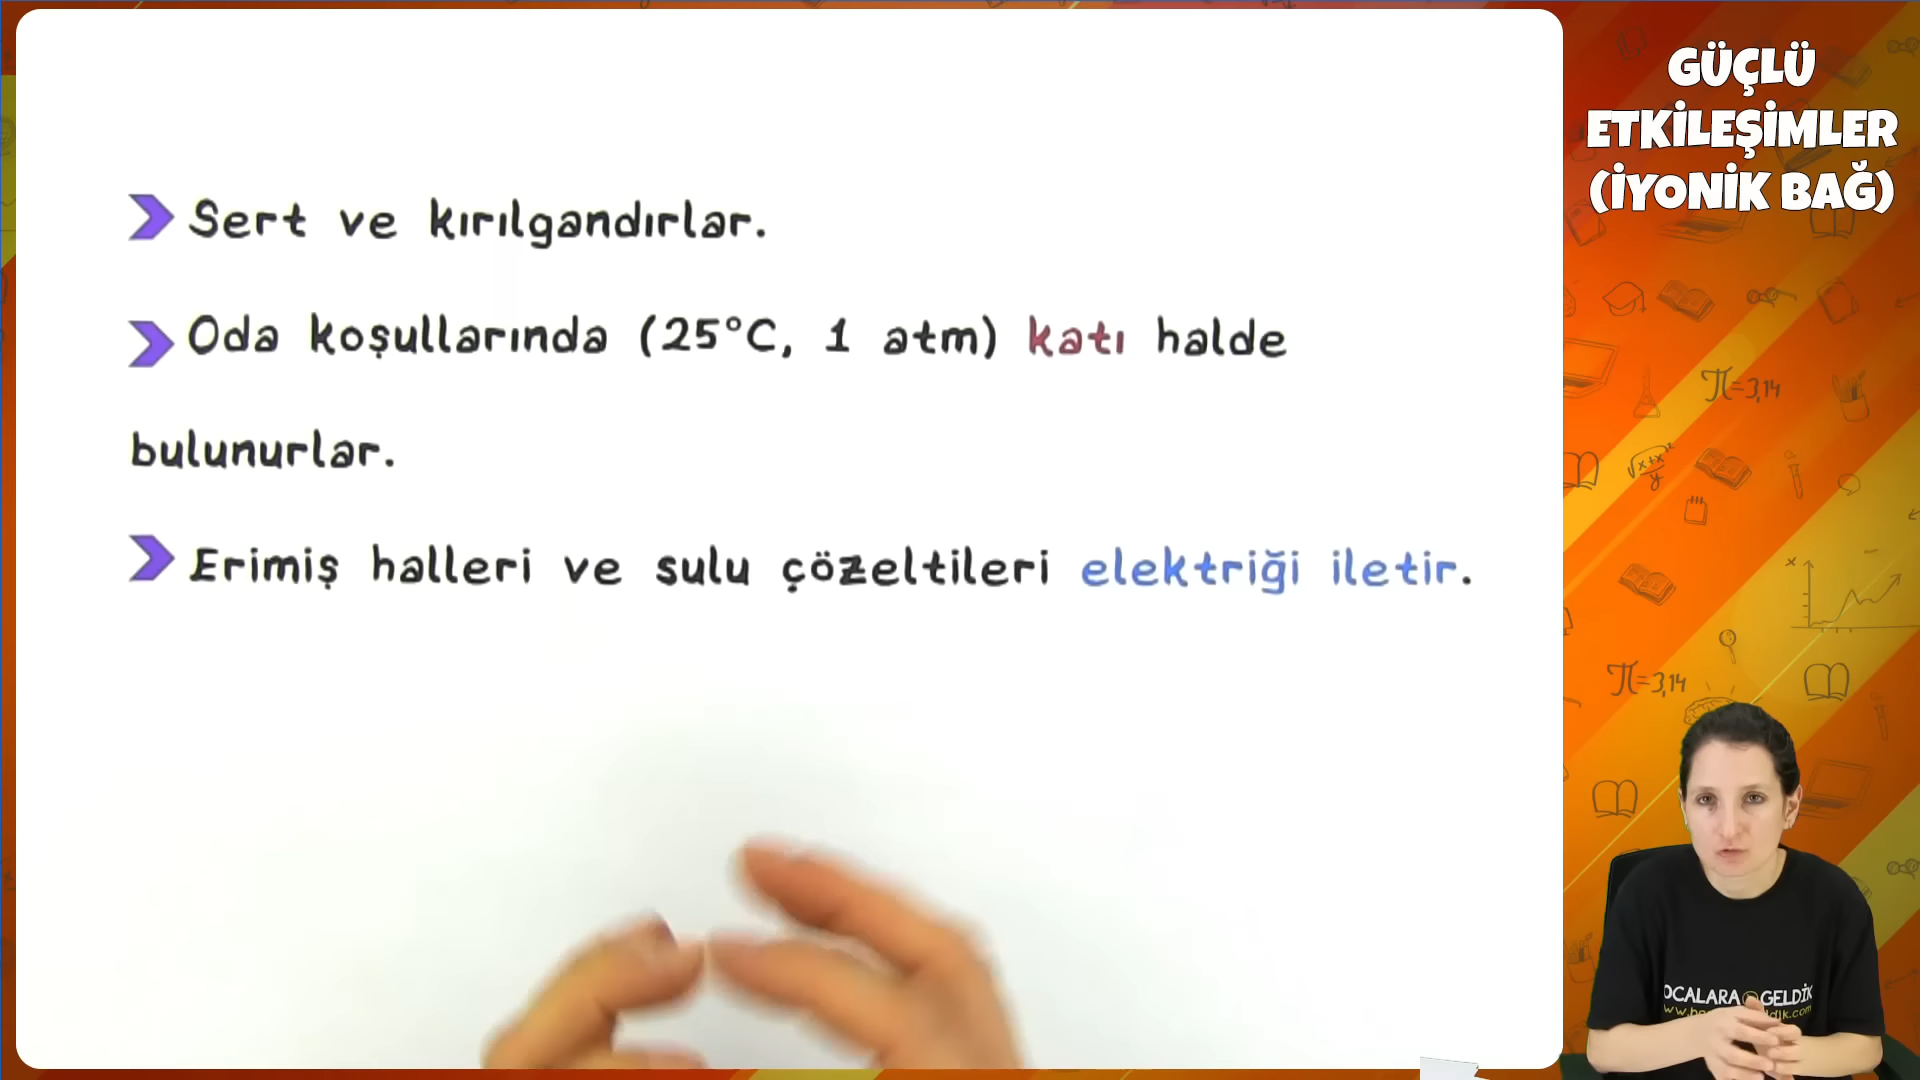 Sert ve kırılgandırlar.
Oda koşullarında (25°C, 1 atm) katı halde
bulunurlar.
Erimiş halleri ve sulu çözeltileri elektriği iletir.
GÜÇLÜ
ETKİLEŞİMLER
(İYONİK BAĞ)
π=3,14
π=3,14
OCALARA GELDİK